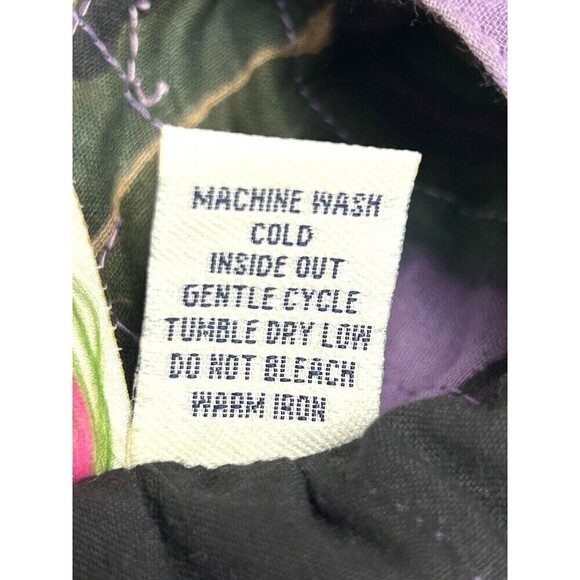 MACHINE WASH
COLD
INSIDE OUT
GENTLE CYCLE
TUMBLE DRY LOW
DO NOT BLEACH
WARM IRON